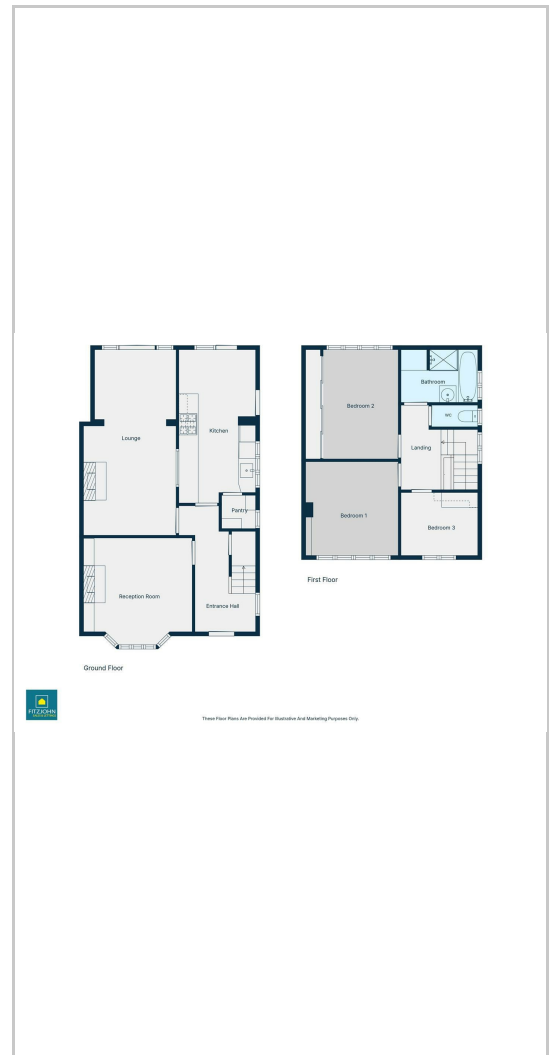 Lounge
Kitchen
Pantry
Reception Room
Entrance Hall
Ground Floor
Bedroom 2
Bathroom
WC
Landing
Bedroom 1
Bedroom 3
First Floor
FITZJOHN
These Floor Plans Are Provided For Illustrative And Marketing Purposes Only.